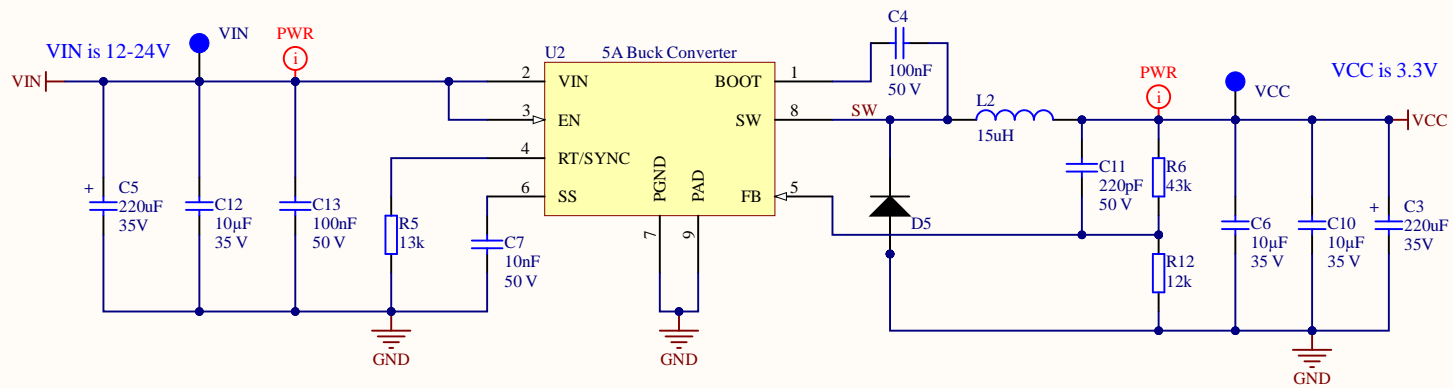 VIN is 12-24V
VIN
VIN
PWR
i
C5
220uF
35V
+
C12
10µF
35 V
C13
100nF
50 V
R5
13k
C7
10nF
50 V
GND
U2
5A Buck Converter
2
VIN
3
EN
4
RT/SYNC
6
SS
BOOT
1
SW
8
FB
5
PGND
7
PAD
9
GND
C4
100nF
50 V
SW
L2
15uH
D5
C11
220pF
50 V
PWR
i
R6
43k
R12
12k
VCC
VCC is 3.3V
VCC
C6
10µF
35 V
C10
10µF
35 V
+
C3
220uF
35V
GND